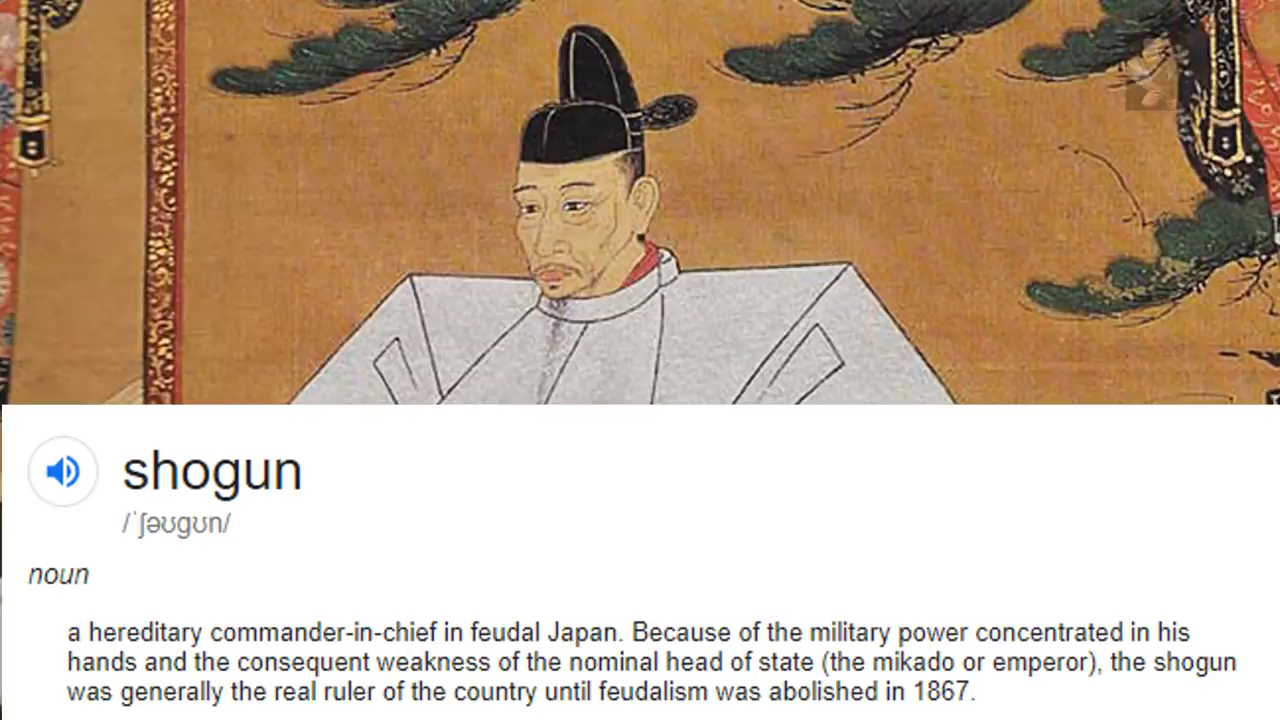 shogun
/ˈʃəʊɡʊn/
noun
a hereditary commander-in-chief in feudal Japan. Because of the military power concentrated in his
hands and the consequent weakness of the nominal head of state (the mikado or emperor), the shogun
was generally the real ruler of the country until feudalism was abolished in 1867.